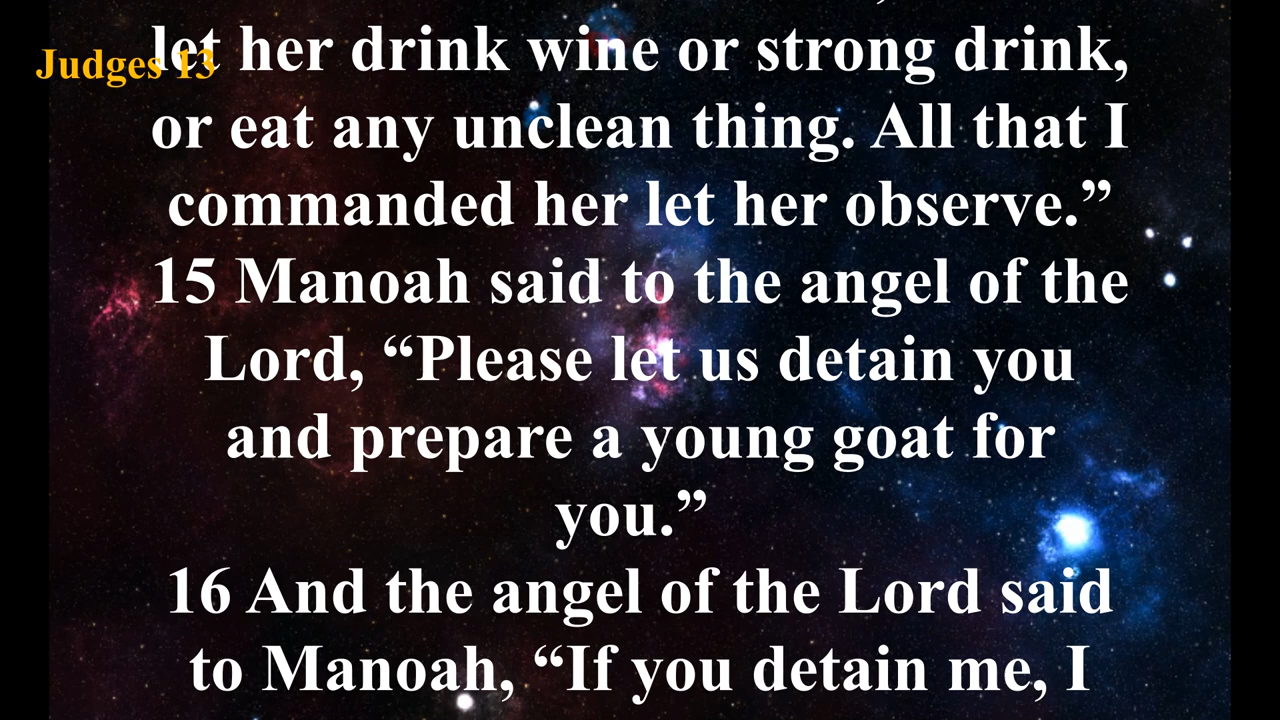 Judges 13
let her drink wine or strong drink,
or eat any unclean thing. All that I
commanded her let her observe.”
15 Manoah said to the angel of the
Lord, “Please let us detain you
and prepare a young goat for
you.”
16 And the angel of the Lord said
to Manoah, “If you detain me, I